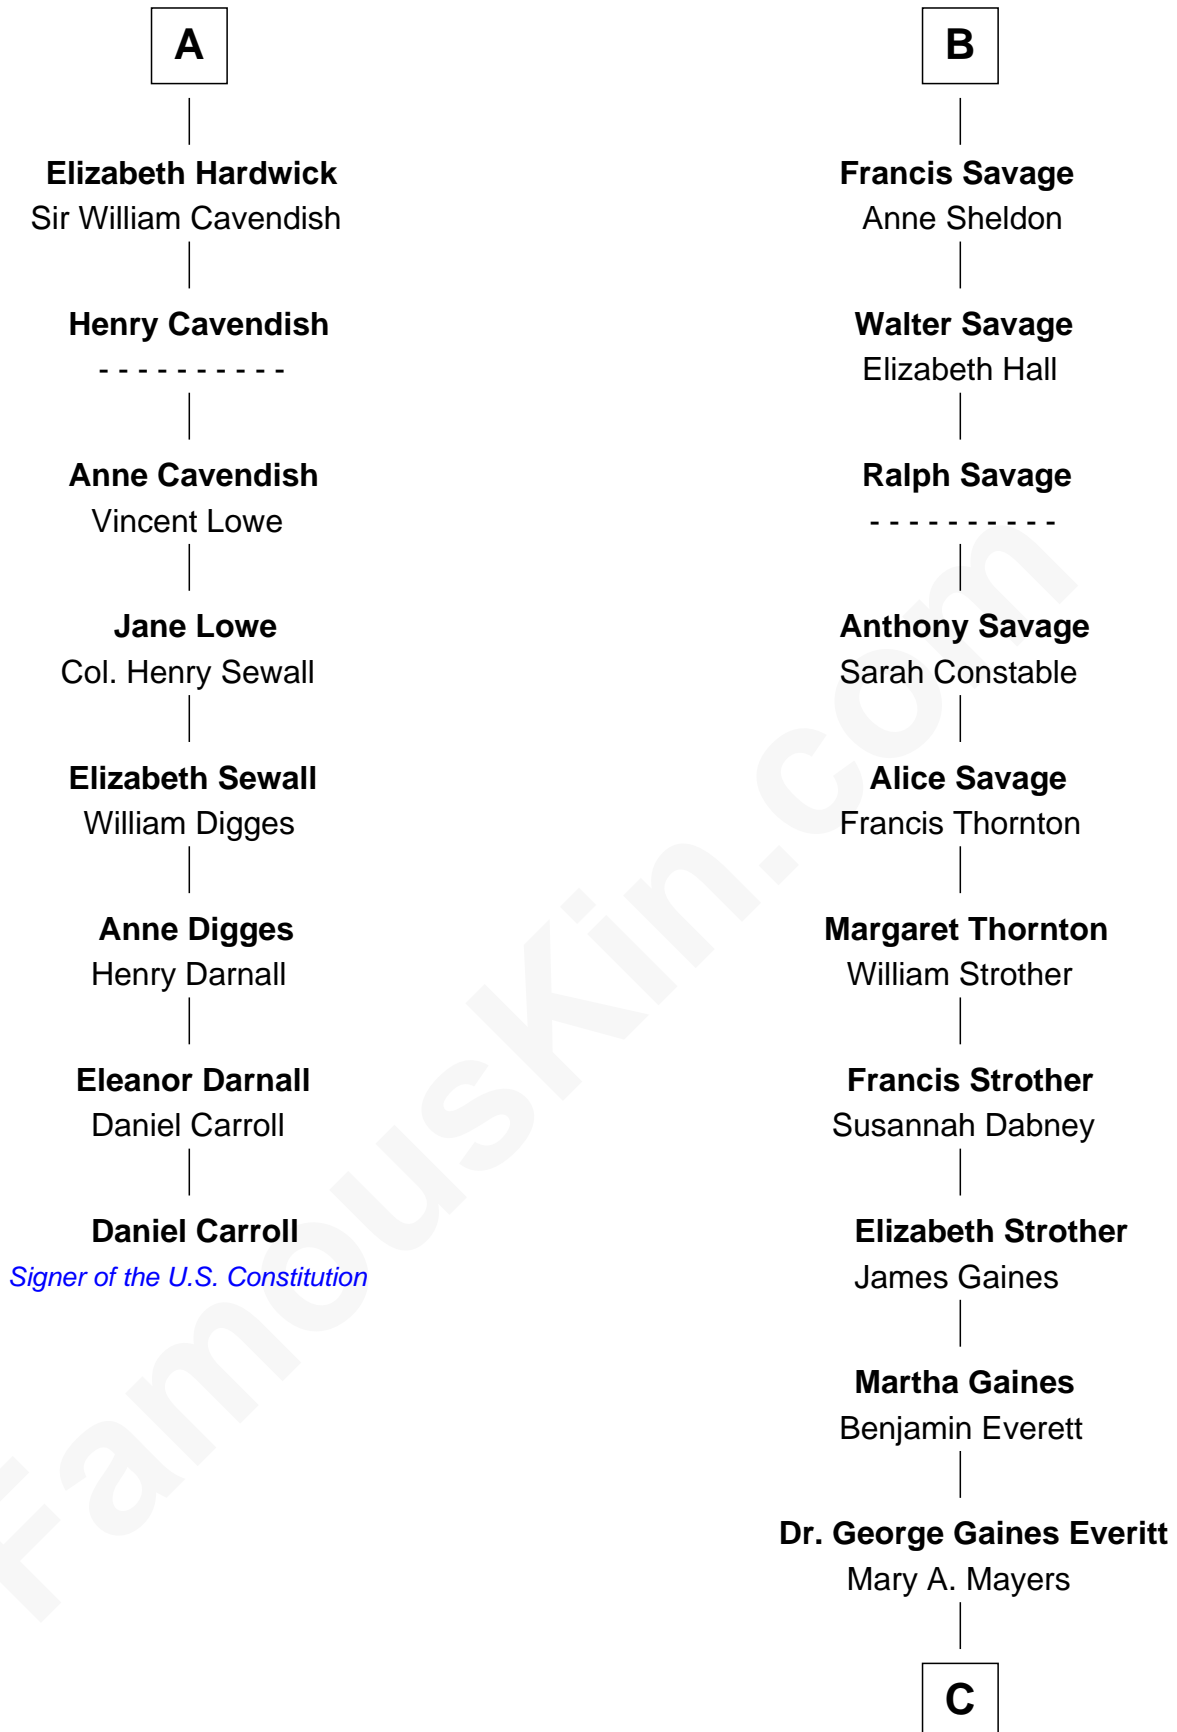 A
Elizabeth Hardwick
Sir William Cavendish
Henry Cavendish
- - - - - - - - - -
Anne Cavendish
Vincent Lowe
Jane Lowe
Col. Henry Sewall
Elizabeth Sewall
William Digges
Anne Digges
Henry Darnall
Eleanor Darnall
Daniel Carroll
Daniel Carroll
Signer of the U.S. Constitution
B
Francis Savage
Anne Sheldon
Walter Savage
Elizabeth Hall
Ralph Savage
- - - - - - - - - -
Anthony Savage
Sarah Constable
Alice Savage
Francis Thornton
Margaret Thornton
William Strother
Francis Strother
Susannah Dabney
Elizabeth Strother
James Gaines
Martha Gaines
Benjamin Everett
Dr. George Gaines Everitt
Mary A. Mayers
C
FamousKin.com